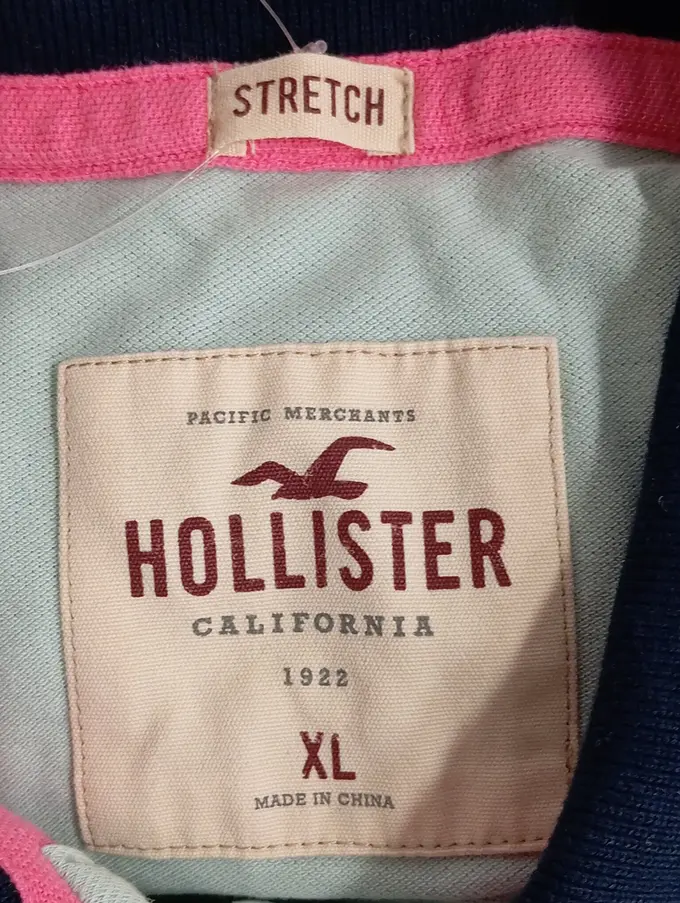 STRETCH
PACIFIC MERCHANTS
HOLLISTER
CALIFORNIA
1922
XL
MADE IN CHINA